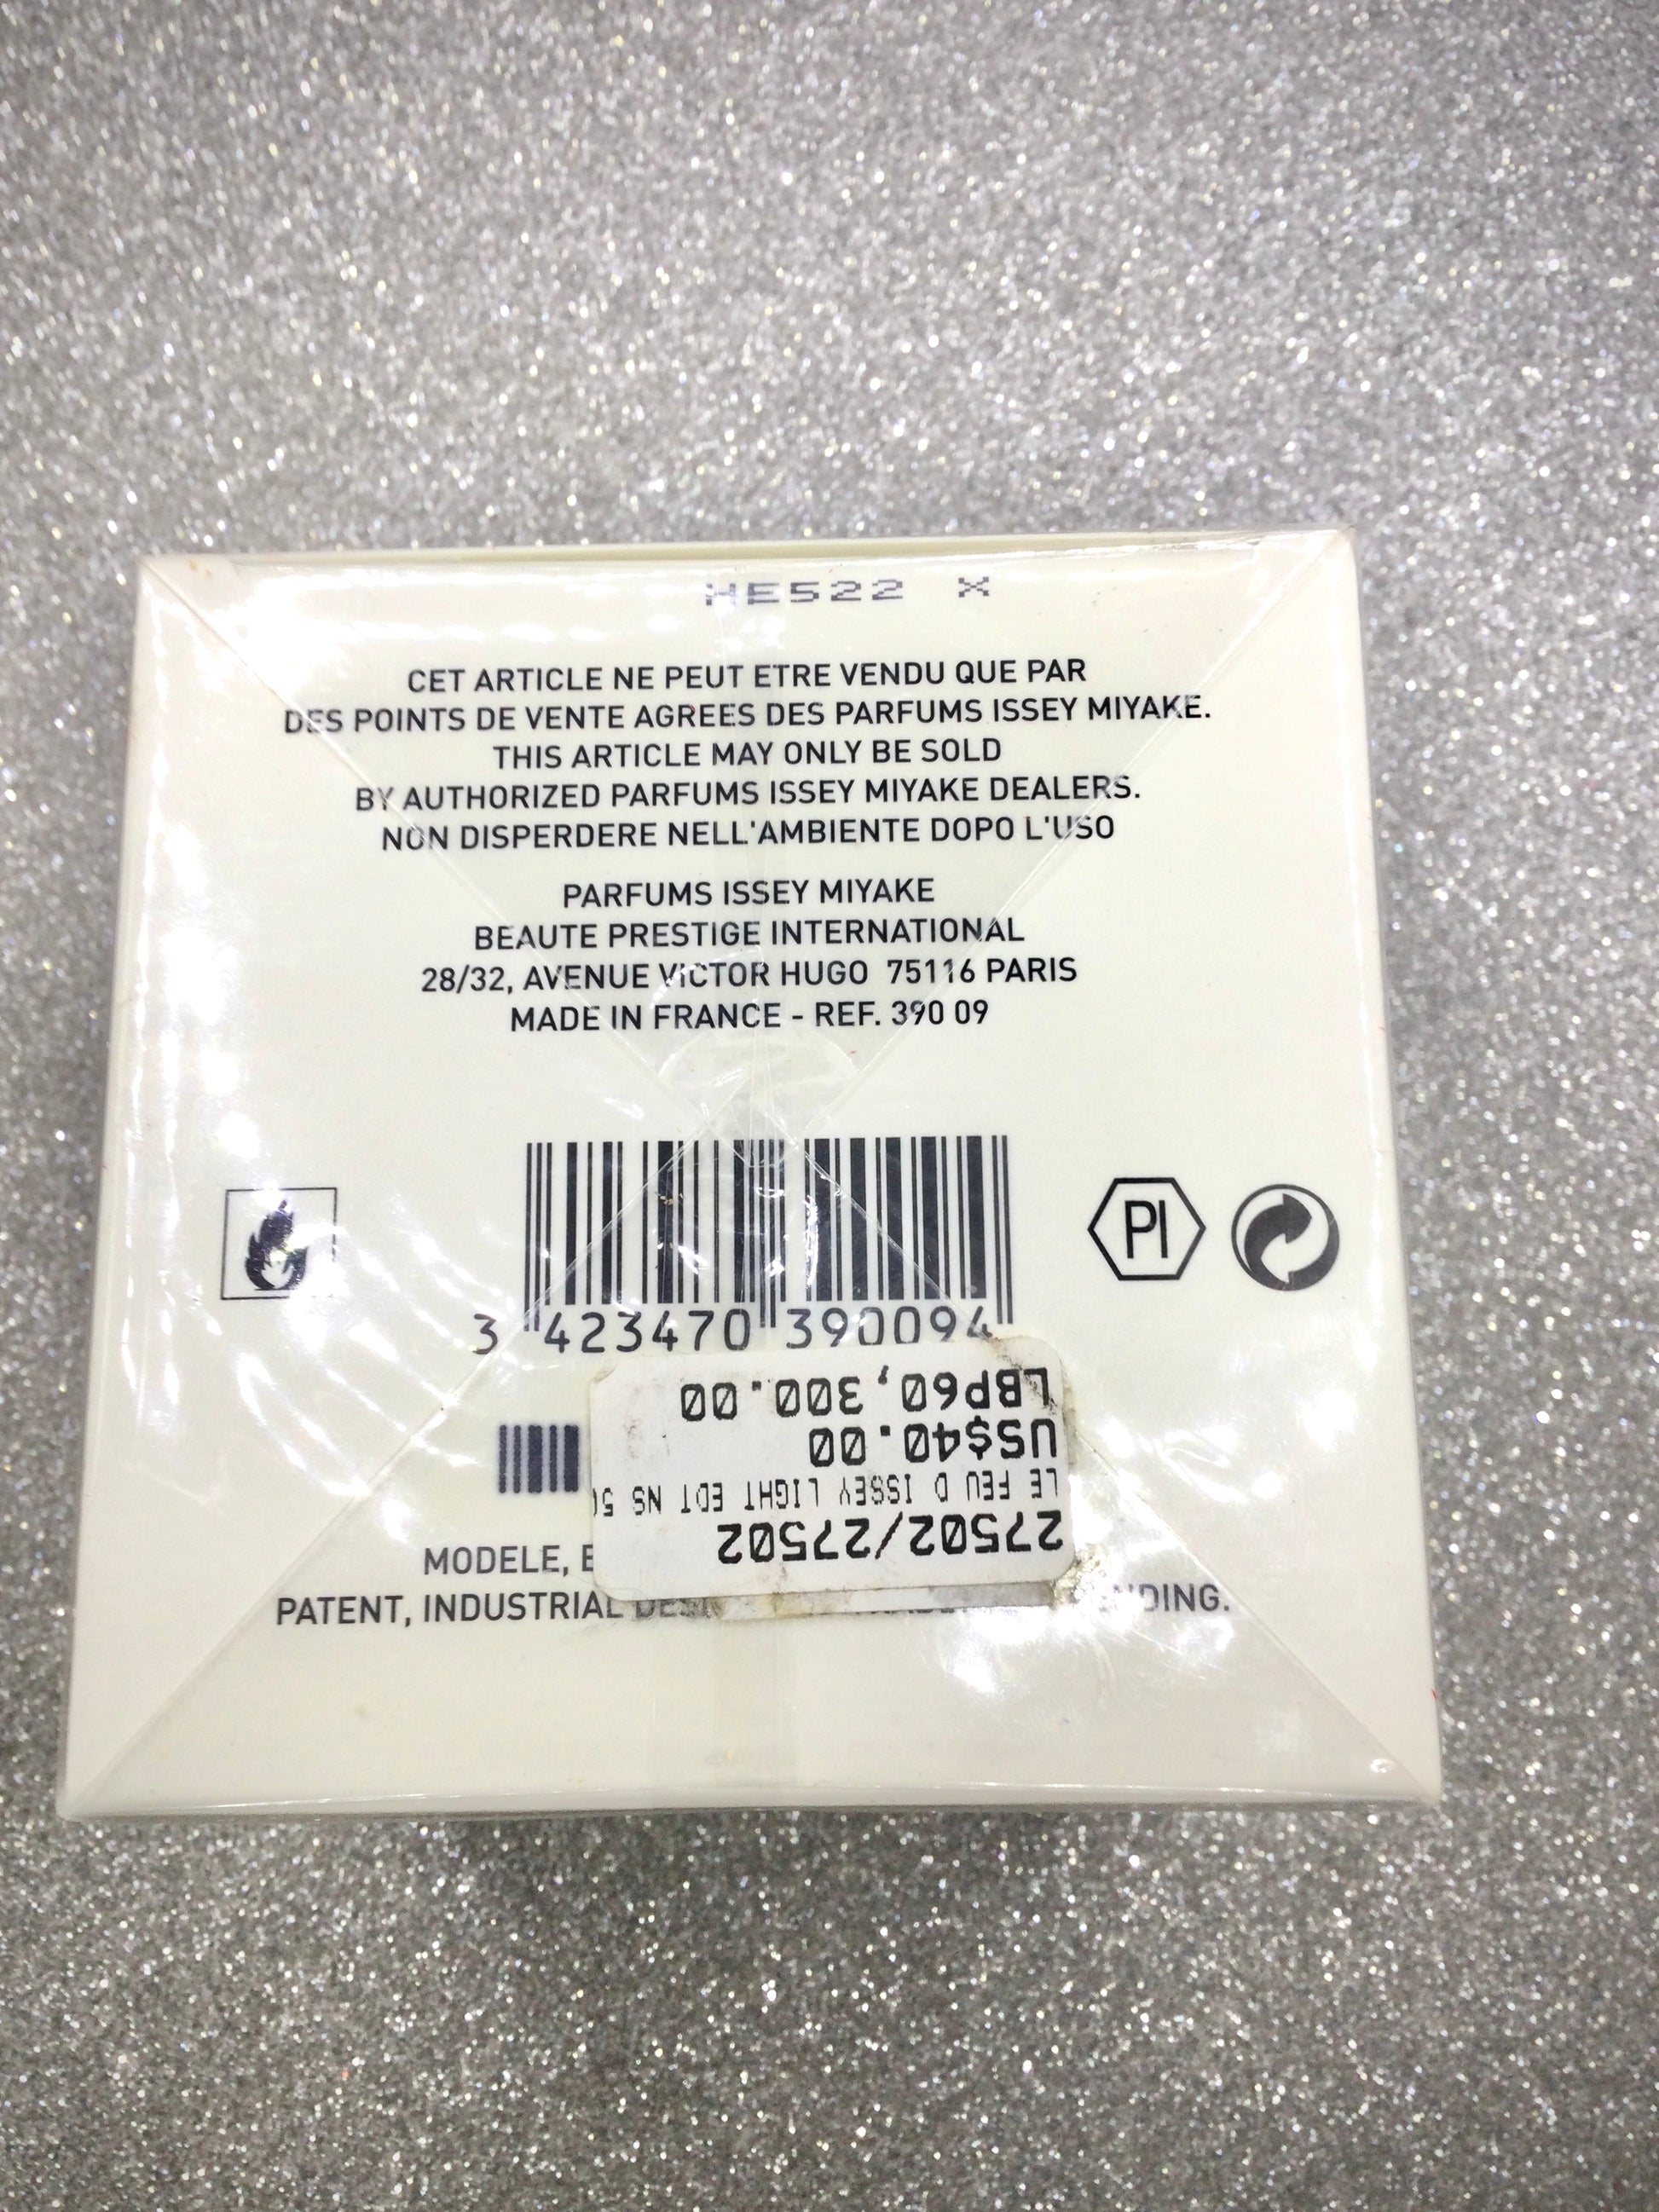 HE522 X
CET ARTICLE NE PEUT ETRE VENDU QUE PAR
DES POINTS DE VENTE AGREES DES PARFUMS ISSEY MIYAKE.
THIS ARTICLE MAY ONLY BE SOLD
BY AUTHORIZED PARFUMS ISSEY MIYAKE DEALERS.
NON DISPERDERE NELL'AMBIENTE DOPO L'USO
PARFUMS ISSEY MIYAKE
BEAUTE PRESTIGE INTERNATIONAL
28/32, AVENUE VICTOR HUGO 75116 PARIS
MADE IN FRANCE - REF. 390 09
PI
3 423470 390094
27502/27502
LE FEU D ISSEY LIGHT EDT NS
US$40.00
LBP60,300.00
MODELE,
PATENT, INDUSTRIAL